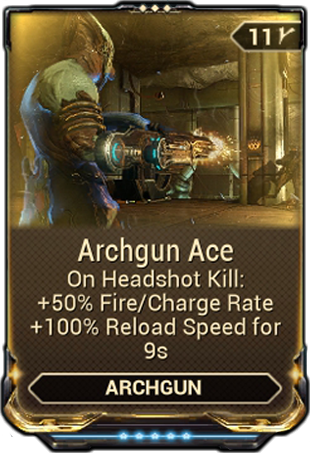 11
Archgun Ace
On Headshot Kill:
+50% Fire/Charge Rate
+100% Reload Speed for
9s
ARCHGUN